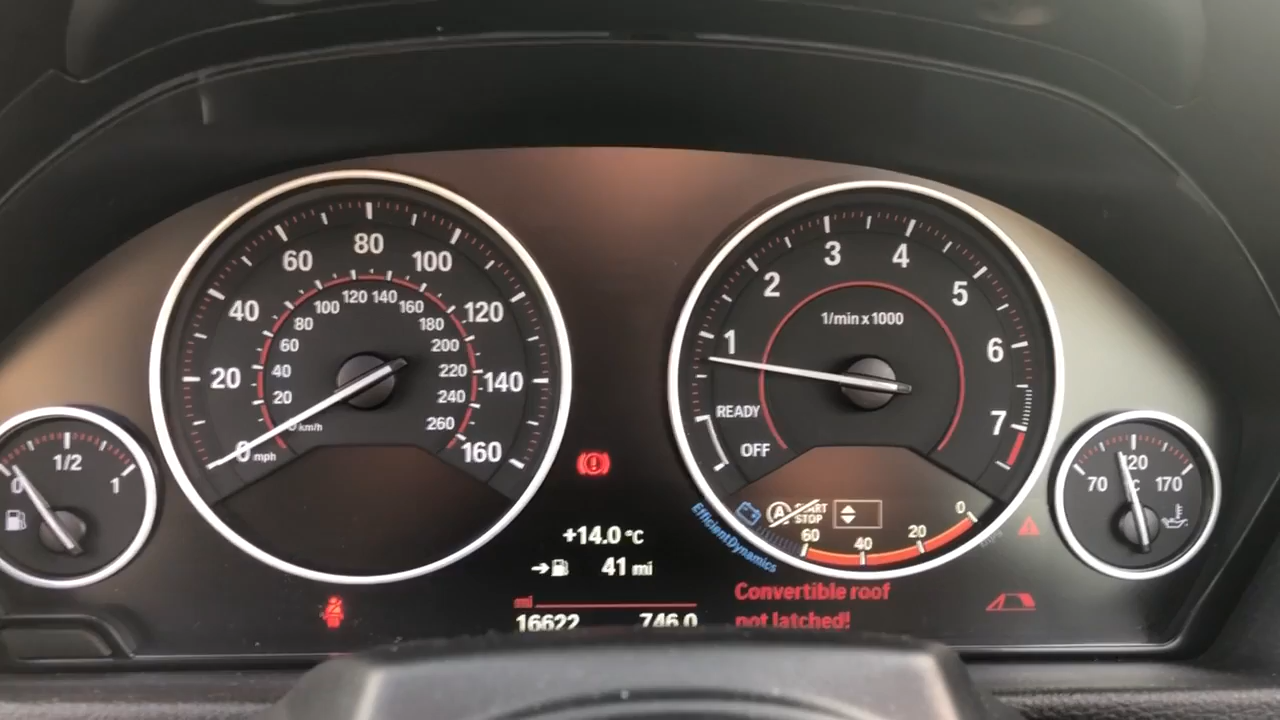 20
40
60
80
100
120
140
160
0 mph
20
40
60
80
100
120
140
160
180
200
220
240
260
km/h
1
2
3
4
5
6
7
1/min x 1000
READY
OFF
0
1/2
1
70
120
170
°C
A START
STOP
60
40
20
0
EfficientDynamics
+14.0 °C
41 mi
mi
16622 746.0
Convertible roof
not latched!